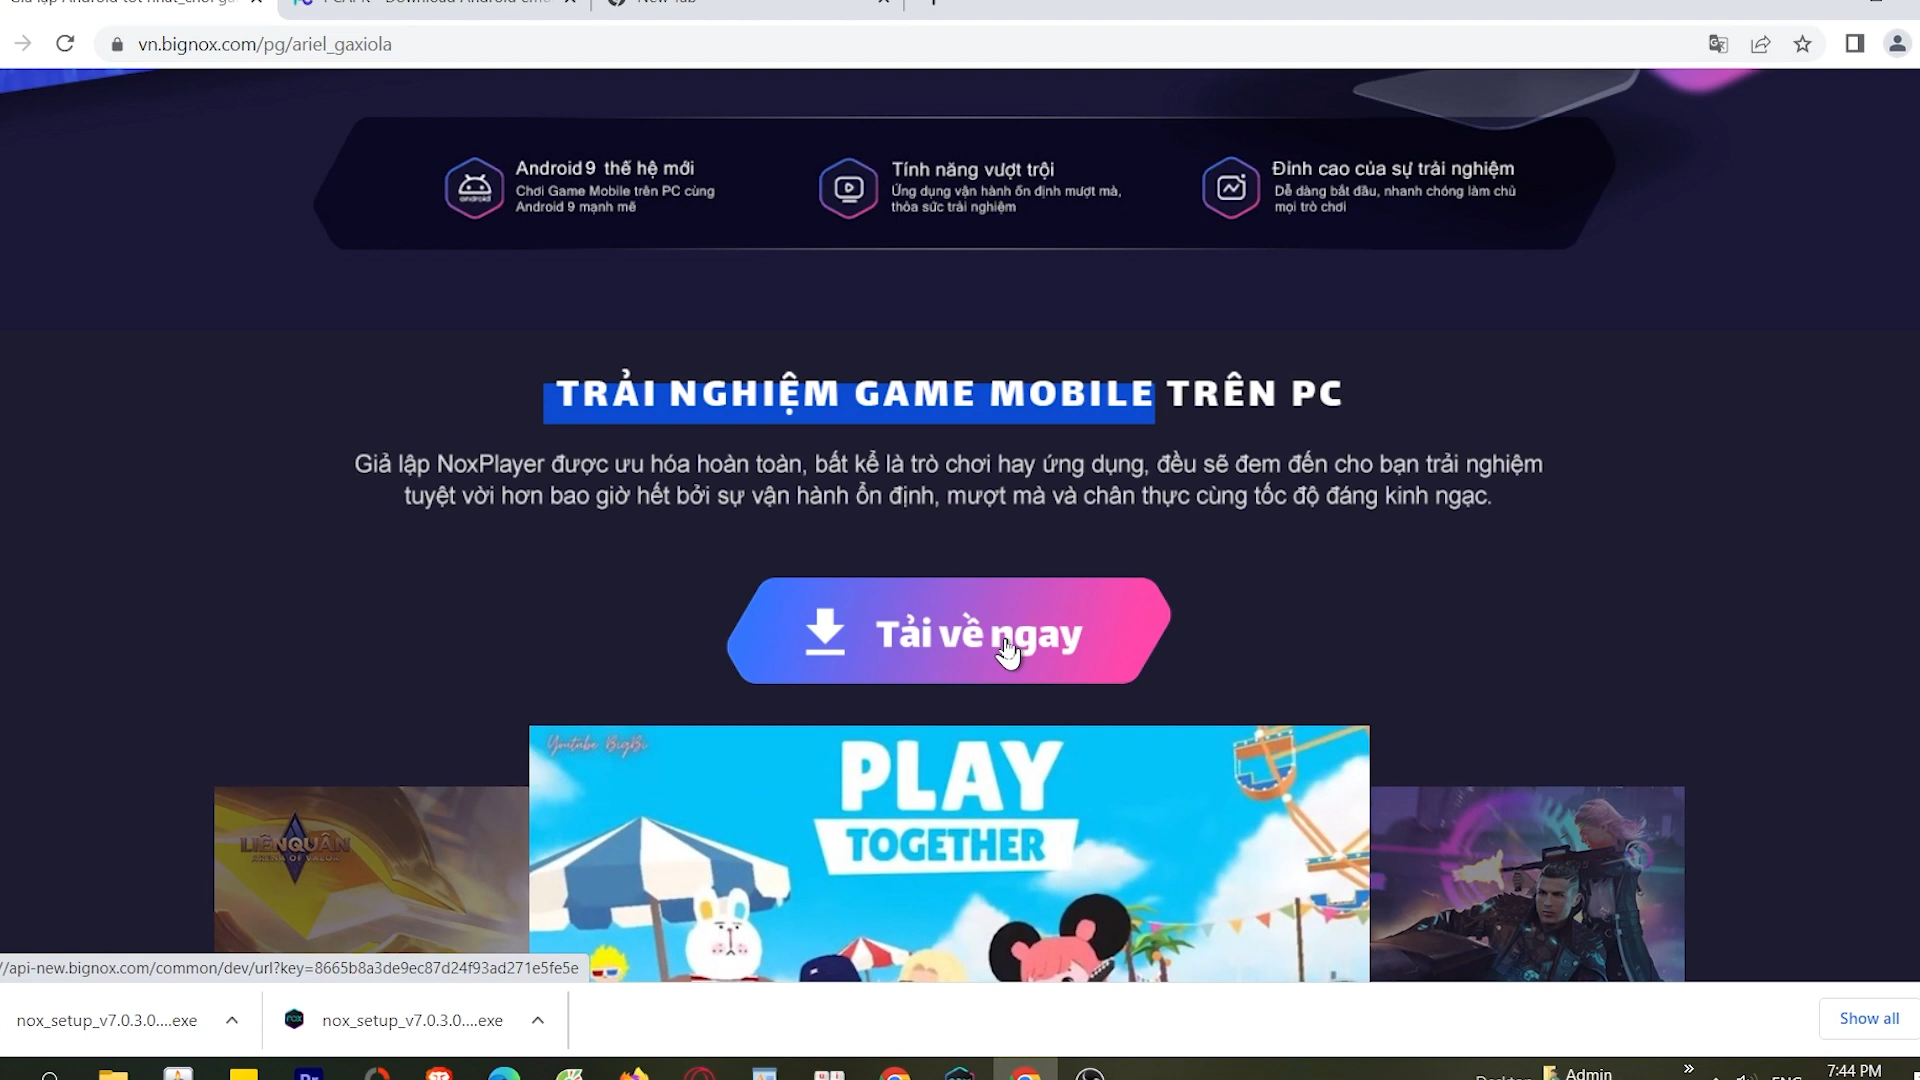 vn.bignox.com/pg/ariel_gaxiola
Android 9 thế hệ mới
Chơi Game Mobile trên PC cùng
Android 9 mạnh mẽ
Tính năng vượt trội
Ứng dụng vận hành ổn định mượt mà,
thỏa sức trải nghiệm
Đỉnh cao của sự trải nghiệm
Dễ dàng bắt đầu, nhanh chóng làm chủ
mọi trò chơi
TRẢI NGHIỆM GAME MOBILE TRÊN PC
Giả lập NoxPlayer được ưu hóa hoàn toàn, bất kể là trò chơi hay ứng dụng, đều sẽ đem đến cho bạn trải nghiệm
tuyệt vời hơn bao giờ hết bởi sự vận hành ổn định, mượt mà và chân thực cùng tốc độ đáng kinh ngạc.
Tải về ngay
Youtube BigBi
PLAY
TOGETHER
LIÊNQUÂN
ARENA OF VALOR
//api-new.bignox.com/common/dev/url?key=8665b8a3de9ec87d24f93ad271e5fe5e
nox_setup_v7.0.3.0....exe
nox_setup_v7.0.3.0....exe
Show all
Admin
7:44 PM